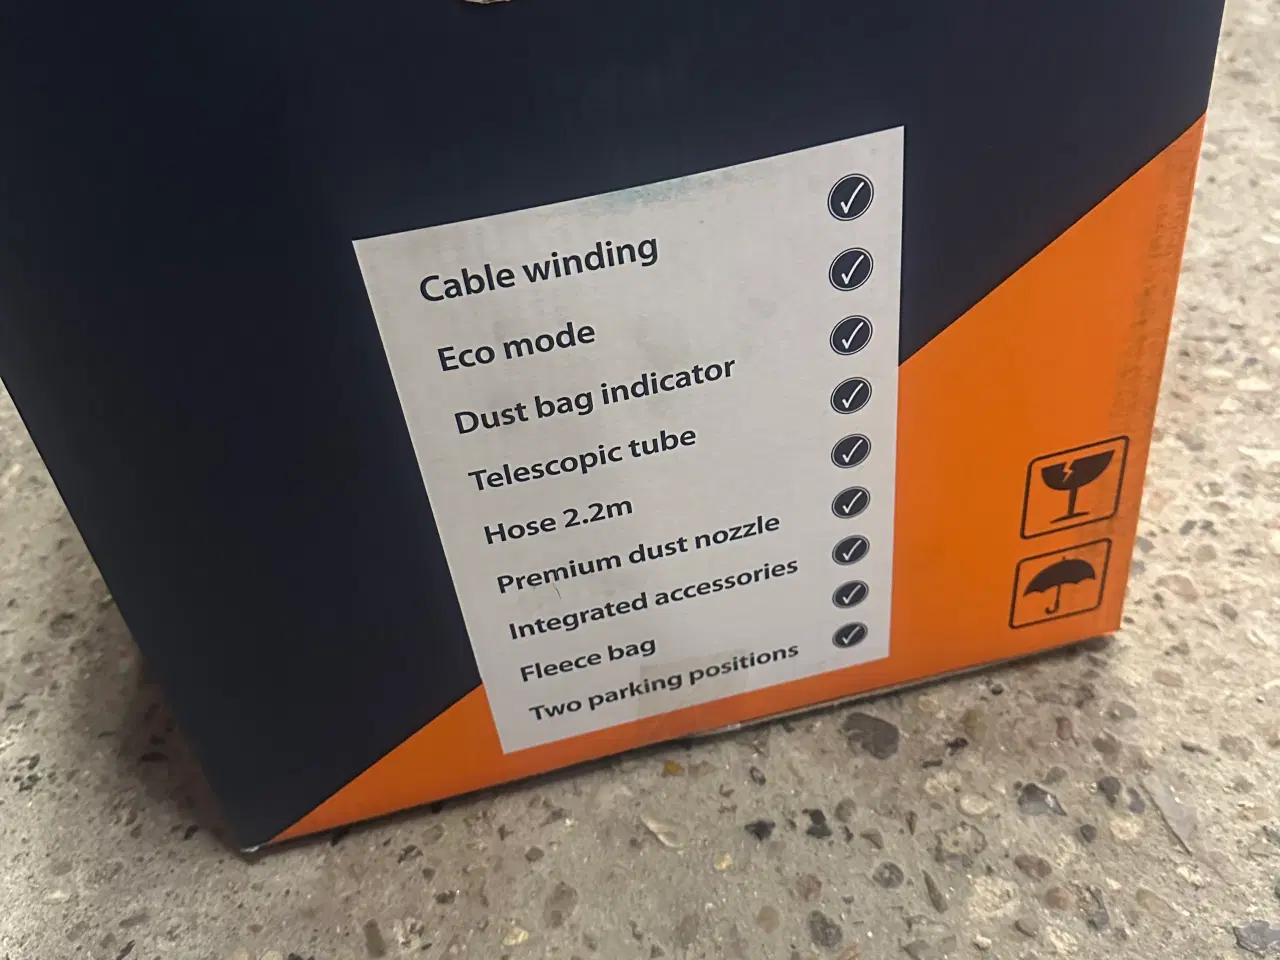 Cable winding
Eco mode
Dust bag indicator
Telescopic tube
Hose 2.2m
Premium dust nozzle
Integrated accessories
Fleece bag
Two parking positions